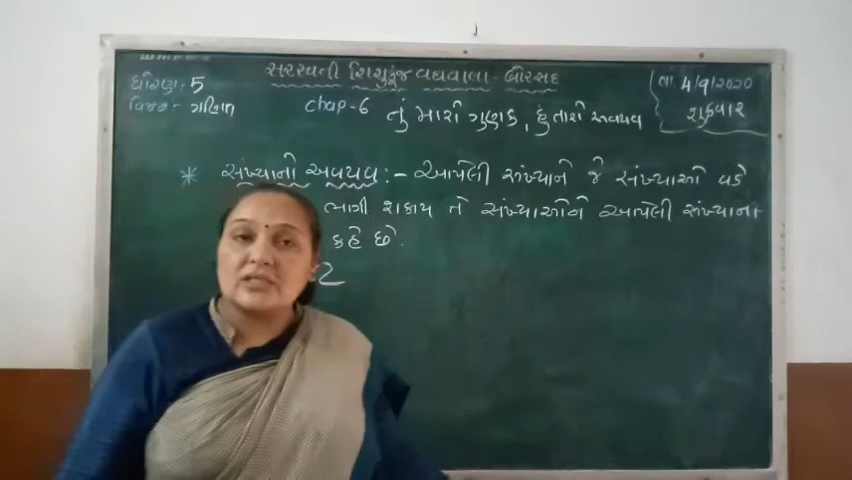 સરસ્વતી શિશુકુંજ વઘવાલા - બોરસદ
ધોરણ:- 5
વિષય:- ગણિત
તા. 4/9/2020
શુક્રવાર
chap-6 તું મારો ગુણક, હું તારો અવયવ
* સંખ્યાનો અવયવ :- આપેલી સંખ્યાને જે સંખ્યાઓ વડે
ભાગી શકાય તે સંખ્યાઓને આપેલી સંખ્યાના
કહે છે.
2